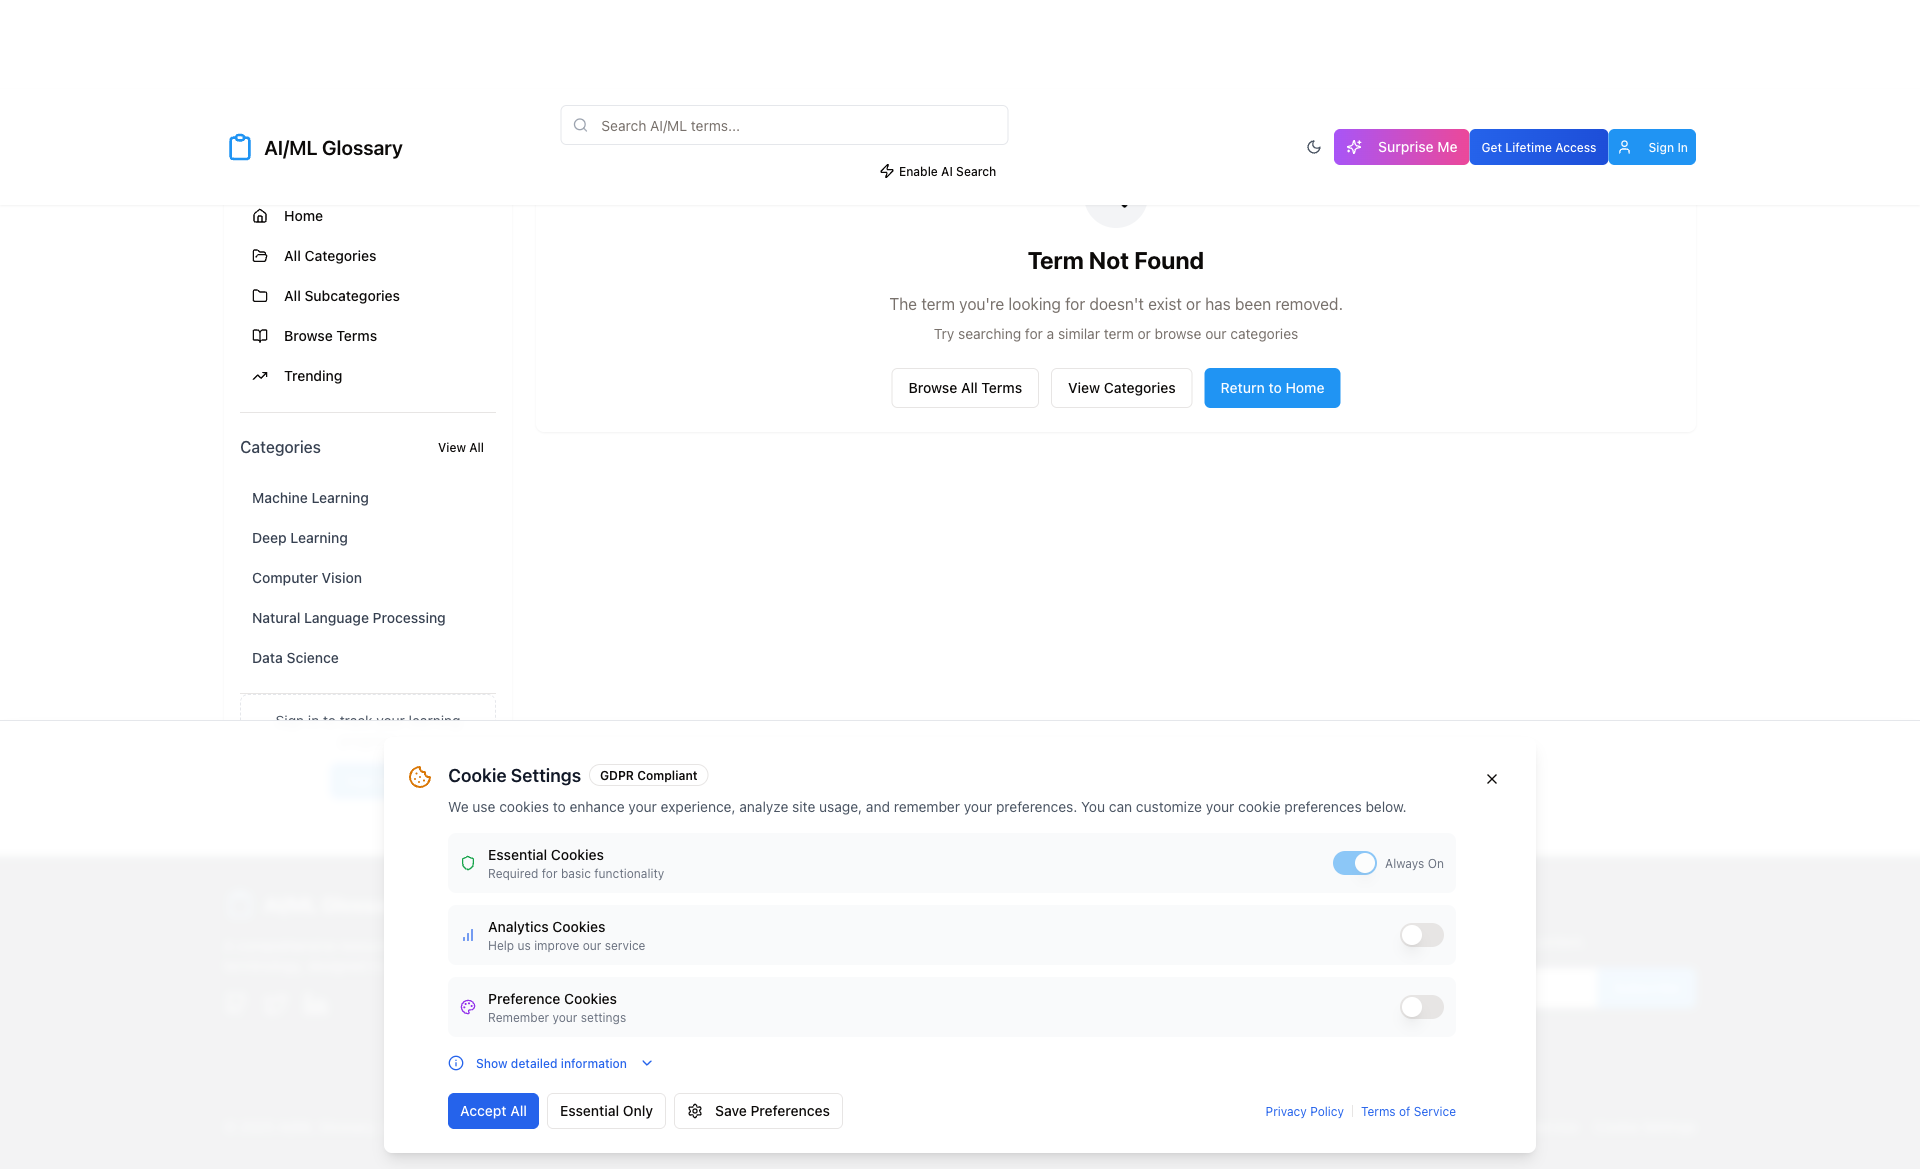 AI/ML Glossary
Search AI/ML terms...
Enable AI Search
Surprise Me
Get Lifetime Access
Sign In
Home
All Categories
All Subcategories
Browse Terms
Trending
Categories
View All
Machine Learning
Deep Learning
Computer Vision
Natural Language Processing
Data Science
Sign in to track your learning
Term Not Found
The term you're looking for doesn't exist or has been removed.
Try searching for a similar term or browse our categories
Browse All Terms
View Categories
Return to Home
Cookie Settings
GDPR Compliant
We use cookies to enhance your experience, analyze site usage, and remember your preferences. You can customize your cookie preferences below.
Essential Cookies
Required for basic functionality
Always On
Analytics Cookies
Help us improve our service
Preference Cookies
Remember your settings
Show detailed information
Accept All
Essential Only
Save Preferences
Privacy Policy
Terms of Service